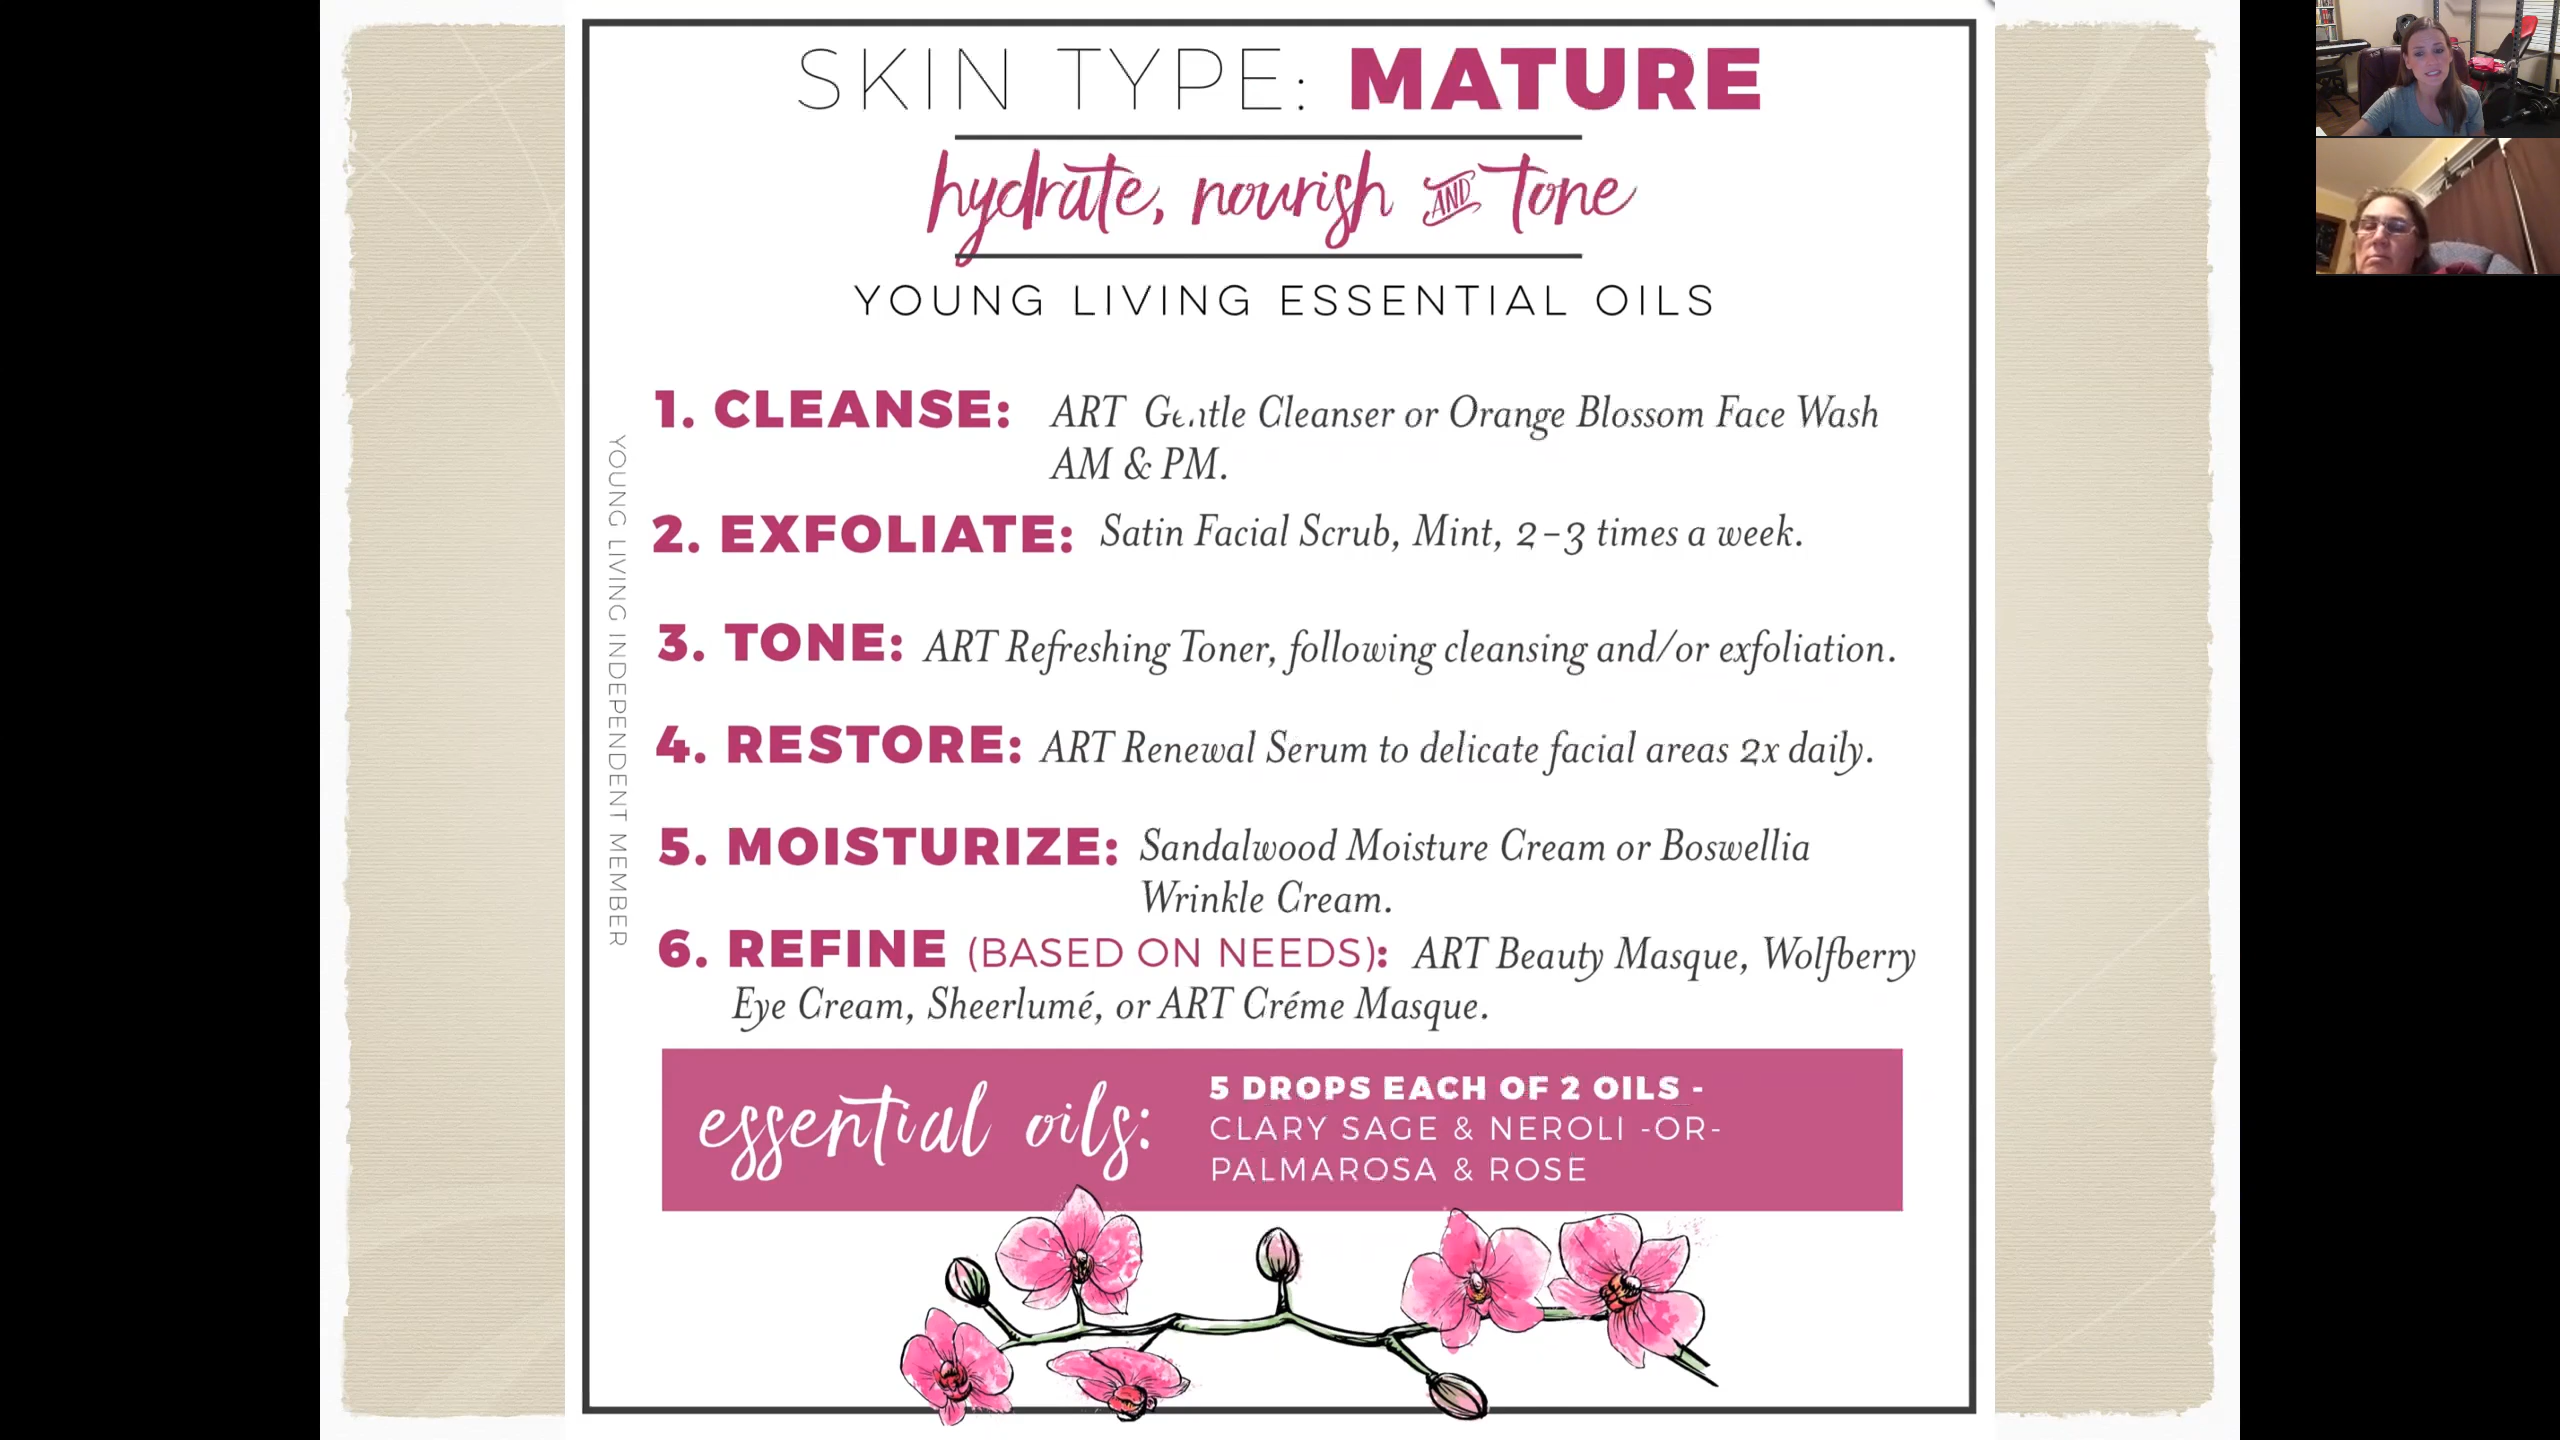 SKIN TYPE: MATURE
hydrate, nourish AND tone
YOUNG LIVING ESSENTIAL OILS
YOUNG LIVING INDEPENDENT MEMBER
1. CLEANSE: ART Gentle Cleanser or Orange Blossom Face Wash
AM & PM.
2. EXFOLIATE: Satin Facial Scrub, Mint, 2-3 times a week.
3. TONE: ART Refreshing Toner, following cleansing and/or exfoliation.
4. RESTORE: ART Renewal Serum to delicate facial areas 2x daily.
5. MOISTURIZE: Sandalwood Moisture Cream or Boswellia
Wrinkle Cream.
6. REFINE (BASED ON NEEDS): ART Beauty Masque, Wolfberry
Eye Cream, Sheerlumé, or ART Créme Masque.
essential oils:
5 DROPS EACH OF 2 OILS -
CLARY SAGE & NEROLI -OR-
PALMAROSA & ROSE